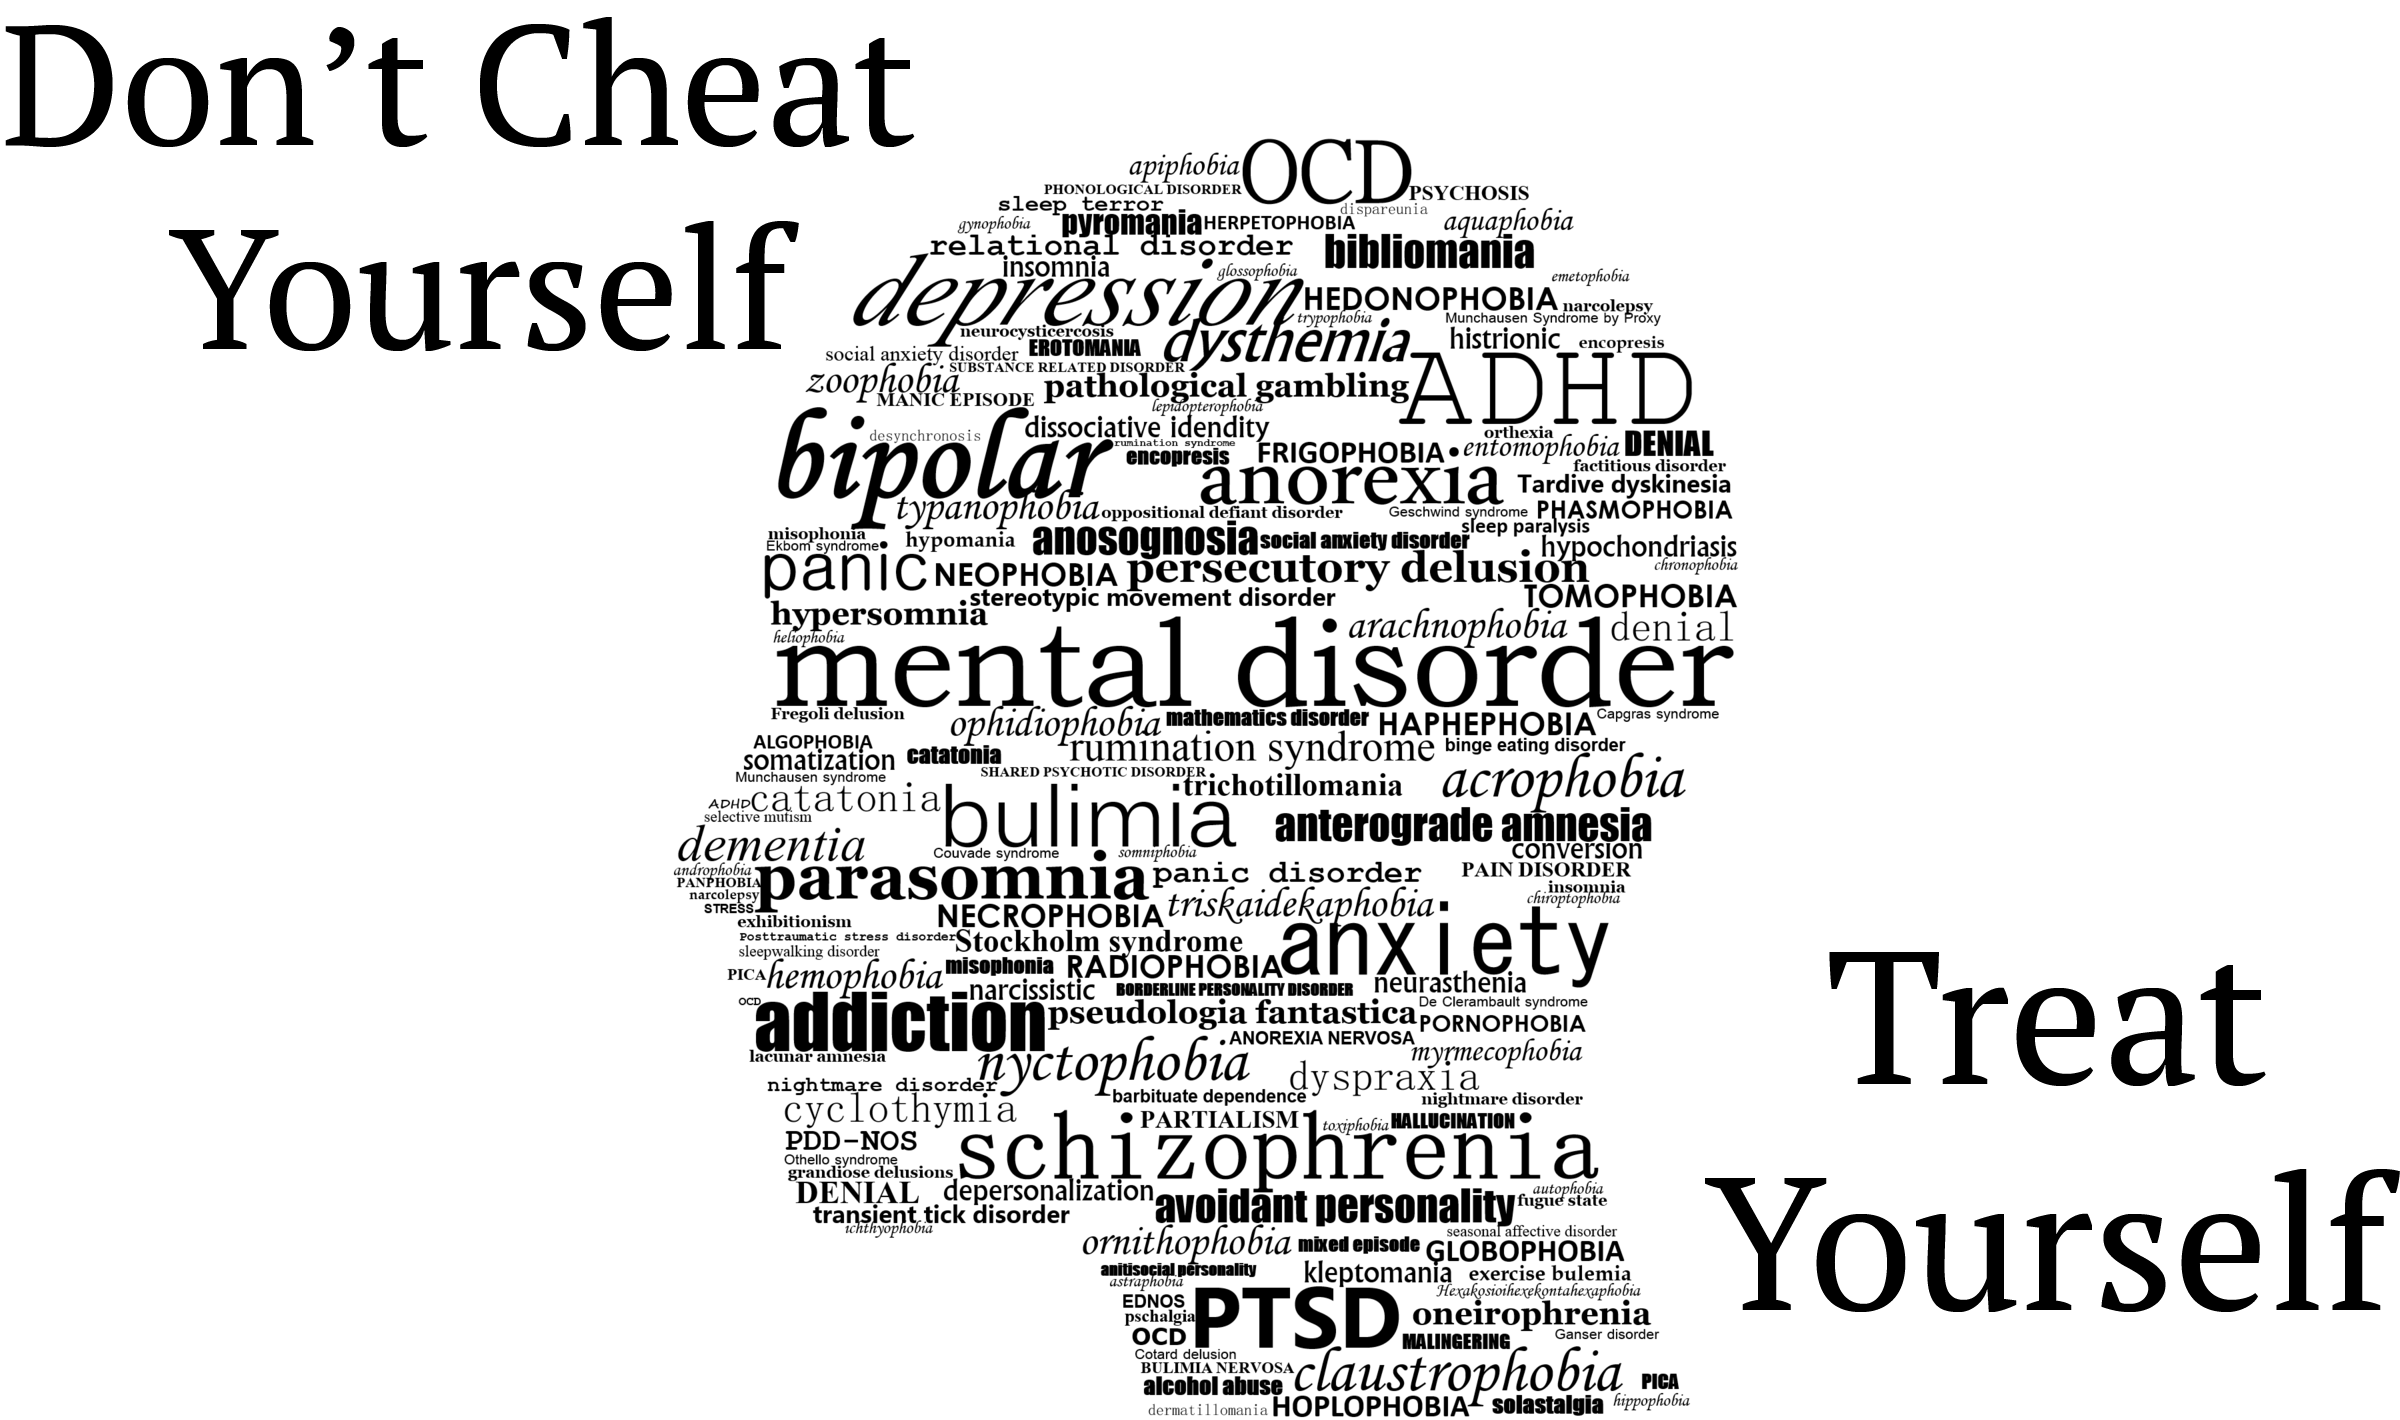 Don’t Cheat
Yourself
apiphobia OCD
PHONOLOGICAL DISORDER PSYCHOSIS
sleep terror dispareunia
gynophobia pyromania HERPETOPHOBIA aquaphobia
relational disorder bibliomania
insomnia glossophobia emetophobia
depression HEDONOPHOBIA narcolepsy
trypophobia Munchausen Syndrome by Proxy
neurocysticercosis dysthemia histrionic encopresis
social anxiety disorder EROTOMANIA
SUBSTANCE RELATED DISORDER
zoophobia pathological gambling ADHD
MANIC EPISODE lepidopterophobia
bipolar desynchronosis dissociative idendity orthexia
rumination syndrome entomophobia DENIAL
encopresis FRIGOPHOBIA factitious disorder
anorexia Tardive dyskinesia
typanophobia oppositional defiant disorder Geschwind syndrome PHASMOPHOBIA
misophonia hypomania anosognosia social anxiety disorder sleep paralysis
Ekbom syndrome hypochondriasis
panic NEOPHOBIA persecutory delusion chronophobia
hypersomnia stereotypic movement disorder TOMOPHOBIA
heliophobia arachnophobia denial
mental disorder
Fregoli delusion ophidiophobia mathematics disorder HAPHEPHOBIA Capgras syndrome
ALGOPHOBIA catatonia rumination syndrome binge eating disorder
somatization
Munchausen syndrome SHARED PSYCHOTIC DISORDER trichotillomania acrophobia
ADHD catatonia bulimia
selective mutism anterograde amnesia
dementia Couvade syndrome somniphobia conversion
androphobia parasomnia panic disorder PAIN DISORDER
PANPHOBIA
narcolepsy insomnia
STRESS triskaidekaphobia chiroptophobia
exhibitionism NECROPHOBIA anxiety
Posttraumatic stress disorder Stockholm syndrome
sleepwalking disorder
PICA hemophobia misophonia RADIOPHOBIA
narcissistic BORDERLINE PERSONALITY DISORDER neurasthenia
OCD addiction pseudologia fantastica De Clerambault syndrome
PORNOPHOBIA
lacunar amnesia nyctophobia ANOREXIA NERVOSA myrmecophobia
nightmare disorder dyspraxia
cyclothymia barbituate dependence nightmare disorder
PARTIALISM toxiphobia HALLUCINATION
PDD-NOS schizophrenia
Othello syndrome
grandiose delusions
DENIAL depersonalization avoidant personality autophobia
fugue state
transient tick disorder
ichthyophobia seasonal affective disorder
ornithophobia mixed episode GLOBOPHOBIA
anitisocial personality kleptomania exercise bulemia
astraphobia Hexakosioihexekontahexaphobia
EDNOS PTSD oneirophrenia
pschalgia
OCD MALINGERING Ganser disorder
Cotard delusion
BULIMIA NERVOSA claustrophobia
alcohol abuse PICA
dermatillomania HOPLOPHOBIA solastalgia hippophobia
Treat
Yourself